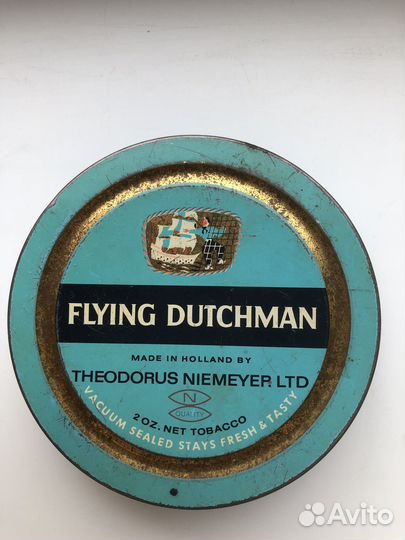 FLYING DUTCHMAN
MADE IN HOLLAND BY
THEODORUS NIEMEYER LTD
N
QUALITY
2 OZ. NET TOBACCO
VACUUM SEALED STAYS FRESH & TASTY
Avito